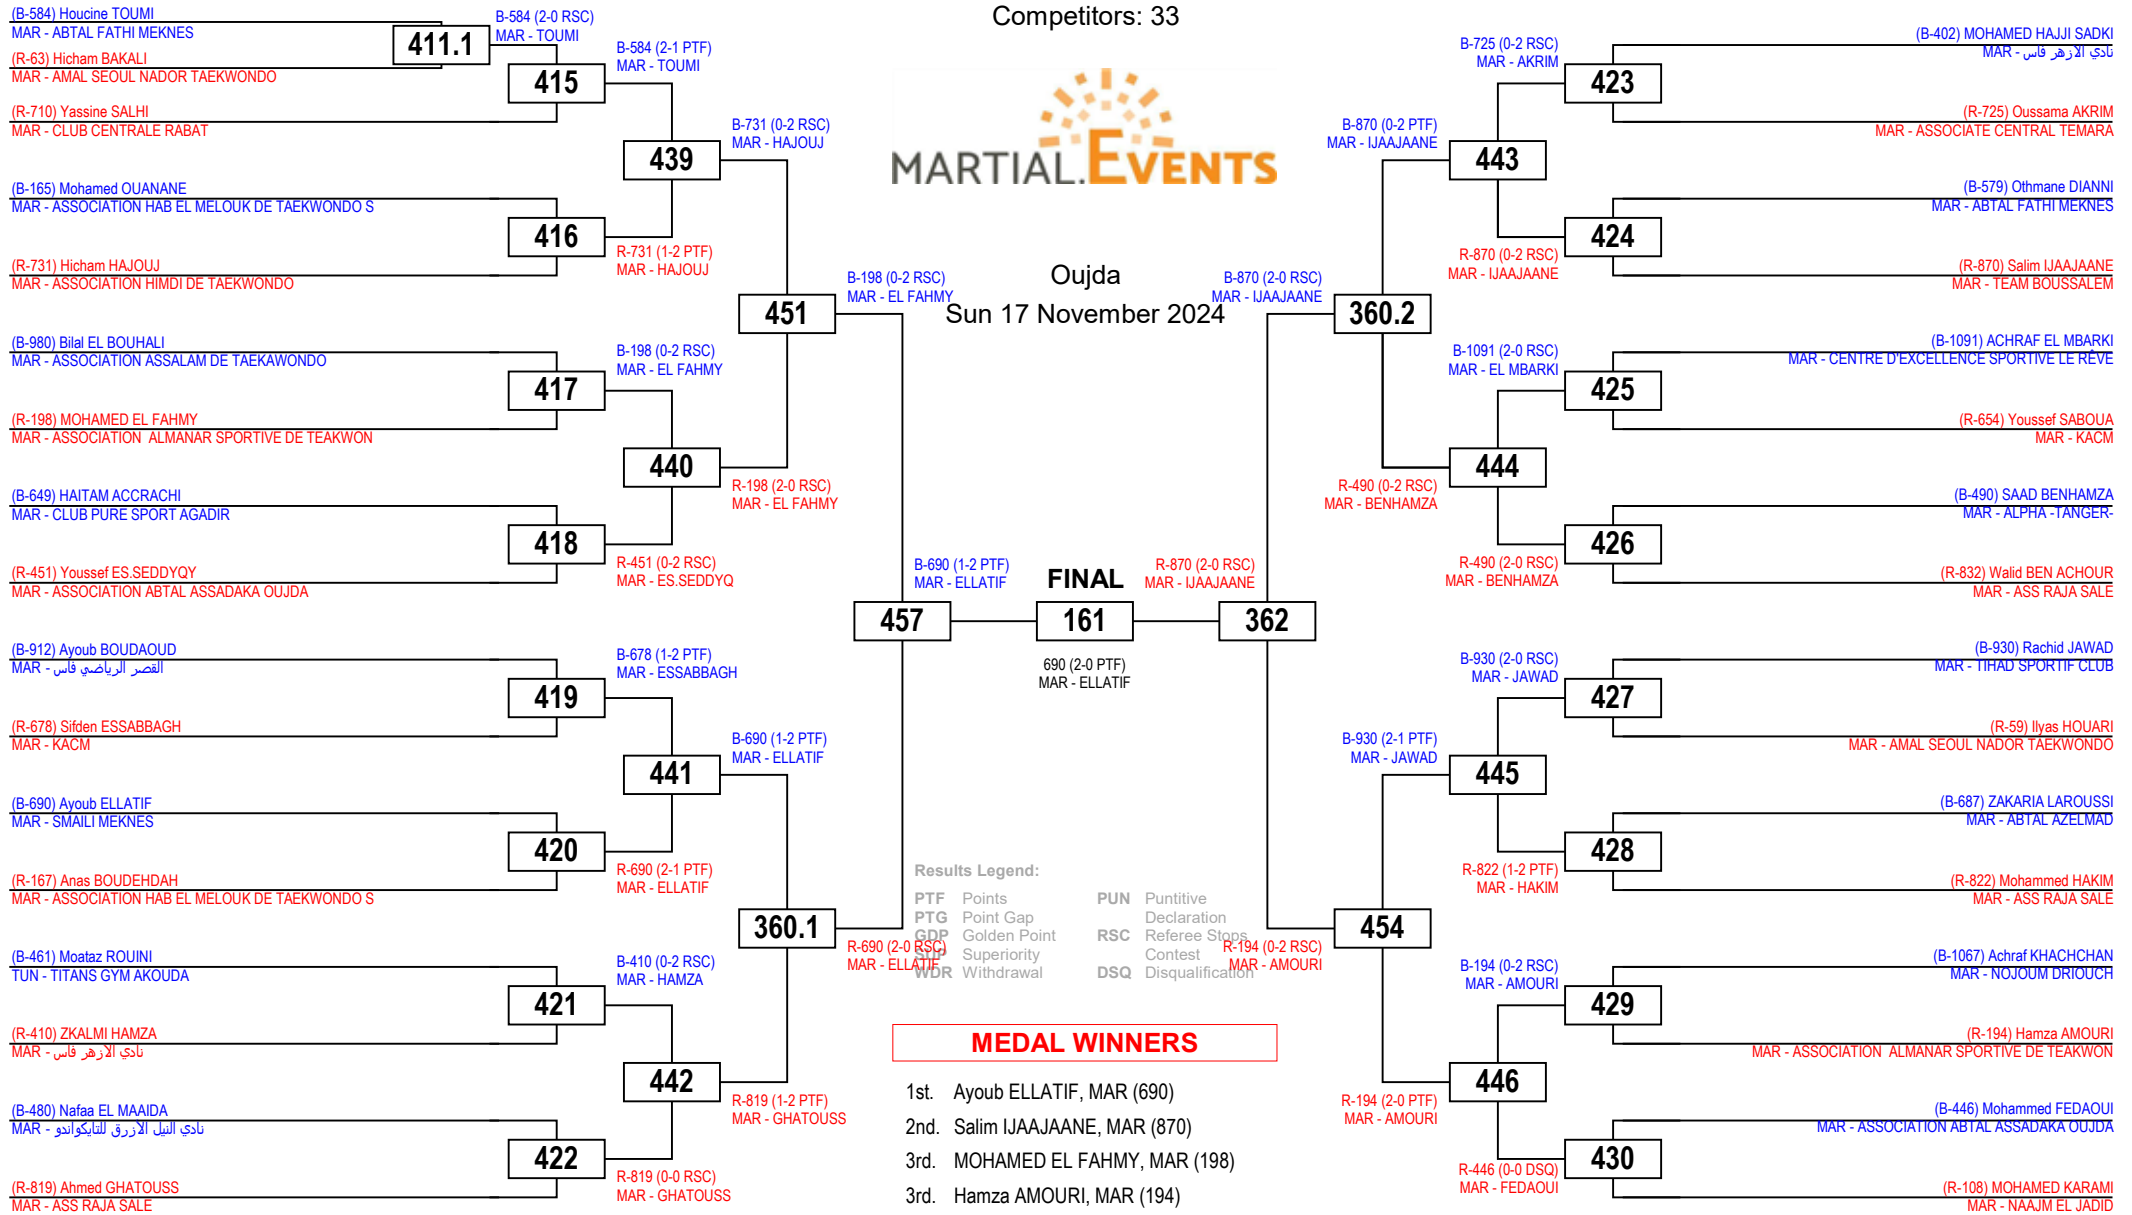 Competitors: 33
MARTIAL.EVENTS
Oujda
Sun 17 November 2024
(B-584) Houcine TOUMI
MAR - ABTAL FATHI MEKNES
(R-63) Hicham BAKALI
MAR - AMAL SEOUL NADOR TAEKWONDO
(R-710) Yassine SALHI
MAR - CLUB CENTRALE RABAT
(B-165) Mohamed OUANANE
MAR - ASSOCIATION HAB EL MELOUK DE TAEKWONDO S
(R-731) Hicham HAJOUJ
MAR - ASSOCIATION HIMDI DE TAEKWONDO
(B-980) Bilal EL BOUHALI
MAR - ASSOCIATION ASSALAM DE TAEKAWONDO
(R-198) MOHAMED EL FAHMY
MAR - ASSOCIATION ALMANAR SPORTIVE DE TEAKWON
(B-649) HAITAM ACCRACHI
MAR - CLUB PURE SPORT AGADIR
(R-451) Youssef ES.SEDDYQY
MAR - ASSOCIATION ABTAL ASSADAKA OUJDA
(B-912) Ayoub BOUDAOUD
MAR - القصر الرياضي فاس
(R-678) Sifden ESSABBAGH
MAR - KACM
(B-690) Ayoub ELLATIF
MAR - SMAILI MEKNES
(R-167) Anas BOUDEHDAH
MAR - ASSOCIATION HAB EL MELOUK DE TAEKWONDO S
(B-461) Moataz ROUINI
TUN - TITANS GYM AKOUDA
(R-410) ZKALMI HAMZA
MAR - نادي الازهر فاس
(B-480) Nafaa EL MAAIDA
MAR - نادي النيل الازرق للتايكواندو
(R-819) Ahmed GHATOUSS
MAR - ASS RAJA SALE
411.1
B-584 (2-0 RSC)
MAR - TOUMI
415
416
417
418
419
420
421
422
B-584 (2-1 PTF)
MAR - TOUMI
R-731 (1-2 PTF)
MAR - HAJOUJ
B-198 (0-2 RSC)
MAR - EL FAHMY
R-451 (0-2 RSC)
MAR - ES.SEDDYQ
B-678 (1-2 PTF)
MAR - ESSABBAGH
R-690 (2-1 PTF)
MAR - ELLATIF
B-410 (0-2 RSC)
MAR - HAMZA
R-819 (0-0 RSC)
MAR - GHATOUSS
439
440
441
442
B-731 (0-2 RSC)
MAR - HAJOUJ
R-198 (2-0 RSC)
MAR - EL FAHMY
B-690 (1-2 PTF)
MAR - ELLATIF
R-819 (1-2 PTF)
MAR - GHATOUSS
451
360.1
B-198 (0-2 RSC)
MAR - EL FAHMY
R-690 (2-0 RSC)
MAR - ELLATIF
457
B-690 (1-2 PTF)
MAR - ELLATIF
FINAL
161
690 (2-0 PTF)
MAR - ELLATIF
R-870 (2-0 RSC)
MAR - IJAAJAANE
362
B-870 (2-0 RSC)
MAR - IJAAJAANE
R-194 (0-2 RSC)
MAR - AMOURI
360.2
454
B-870 (0-2 PTF)
MAR - IJAAJAANE
R-490 (0-2 RSC)
MAR - BENHAMZA
B-930 (2-1 PTF)
MAR - JAWAD
R-194 (2-0 PTF)
MAR - AMOURI
443
444
445
446
B-725 (0-2 RSC)
MAR - AKRIM
R-870 (0-2 RSC)
MAR - IJAAJAANE
B-1091 (2-0 RSC)
MAR - EL MBARKI
R-490 (2-0 RSC)
MAR - BENHAMZA
B-930 (2-0 RSC)
MAR - JAWAD
R-822 (1-2 PTF)
MAR - HAKIM
B-194 (0-2 RSC)
MAR - AMOURI
R-446 (0-0 DSQ)
MAR - FEDAOUI
423
424
425
426
427
428
429
430
(B-402) MOHAMED HAJJI SADKI
MAR - نادي الازهر فاس
(R-725) Oussama AKRIM
MAR - ASSOCIATE CENTRAL TEMARA
(B-579) Othmane DIANNI
MAR - ABTAL FATHI MEKNES
(R-870) Salim IJAAJAANE
MAR - TEAM BOUSSALEM
(B-1091) ACHRAF EL MBARKI
MAR - CENTRE D'EXCELLENCE SPORTIVE LE RÊVE
(R-654) Youssef SABOUA
MAR - KACM
(B-490) SAAD BENHAMZA
MAR - ALPHA -TANGER-
(R-832) Walid BEN ACHOUR
MAR - ASS RAJA SALE
(B-930) Rachid JAWAD
MAR - TIHAD SPORTIF CLUB
(R-59) Ilyas HOUARI
MAR - AMAL SEOUL NADOR TAEKWONDO
(B-687) ZAKARIA LAROUSSI
MAR - ABTAL AZELMAD
(R-822) Mohammed HAKIM
MAR - ASS RAJA SALE
(B-1067) Achraf KHACHCHAN
MAR - NOJOUM DRIOUCH
(R-194) Hamza AMOURI
MAR - ASSOCIATION ALMANAR SPORTIVE DE TEAKWON
(B-446) Mohammed FEDAOUI
MAR - ASSOCIATION ABTAL ASSADAKA OUJDA
(R-108) MOHAMED KARAMI
MAR - NAAJM EL JADID
Results Legend:
PTF Points
PTG Point Gap
GDP Golden Point
SUP Superiority
WDR Withdrawal
PUN Puntitive
Declaration
RSC Referee Stops
Contest
DSQ Disqualification
MEDAL WINNERS
1st. Ayoub ELLATIF, MAR (690)
2nd. Salim IJAAJAANE, MAR (870)
3rd. MOHAMED EL FAHMY, MAR (198)
3rd. Hamza AMOURI, MAR (194)